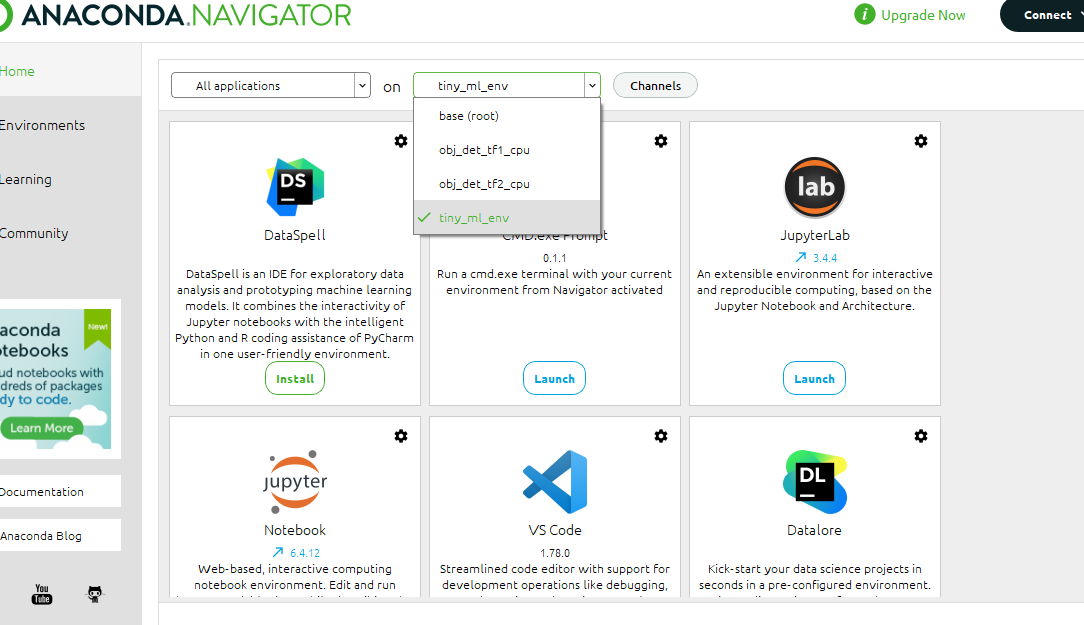 ANACONDA.NAVIGATOR
i Upgrade Now
Connect
Home
Environments
Learning
Community
All applications
on
tiny_ml_env
Channels
base (root)
obj_det_tf1_cpu
obj_det_tf2_cpu
tiny_ml_env
DS
DataSpell
DataSpell is an IDE for exploratory data
analysis and prototyping machine learning
models. It combines the interactivity of
Jupyter notebooks with the intelligent
Python and R coding assistance of PyCharm
in one user-friendly environment.
Install
CMD.exe Prompt
0.1.1
Run a cmd.exe terminal with your current
environment from Navigator activated
Launch
lab
JupyterLab
3.4.4
An extensible environment for interactive
and reproducible computing, based on the
Jupyter Notebook and Architecture.
Launch
New!
aconda
otebooks
ud notebooks with
dreds of packages
dy to code.
Learn More
Documentation
Anaconda Blog
You
Tube
jupyter
Notebook
6.4.12
Web-based, interactive computing
notebook environment. Edit and run
VS Code
1.78.0
Streamlined code editor with support for
development operations like debugging,
DL
Datalore
Kick-start your data science projects in
seconds in a pre-configured environment.